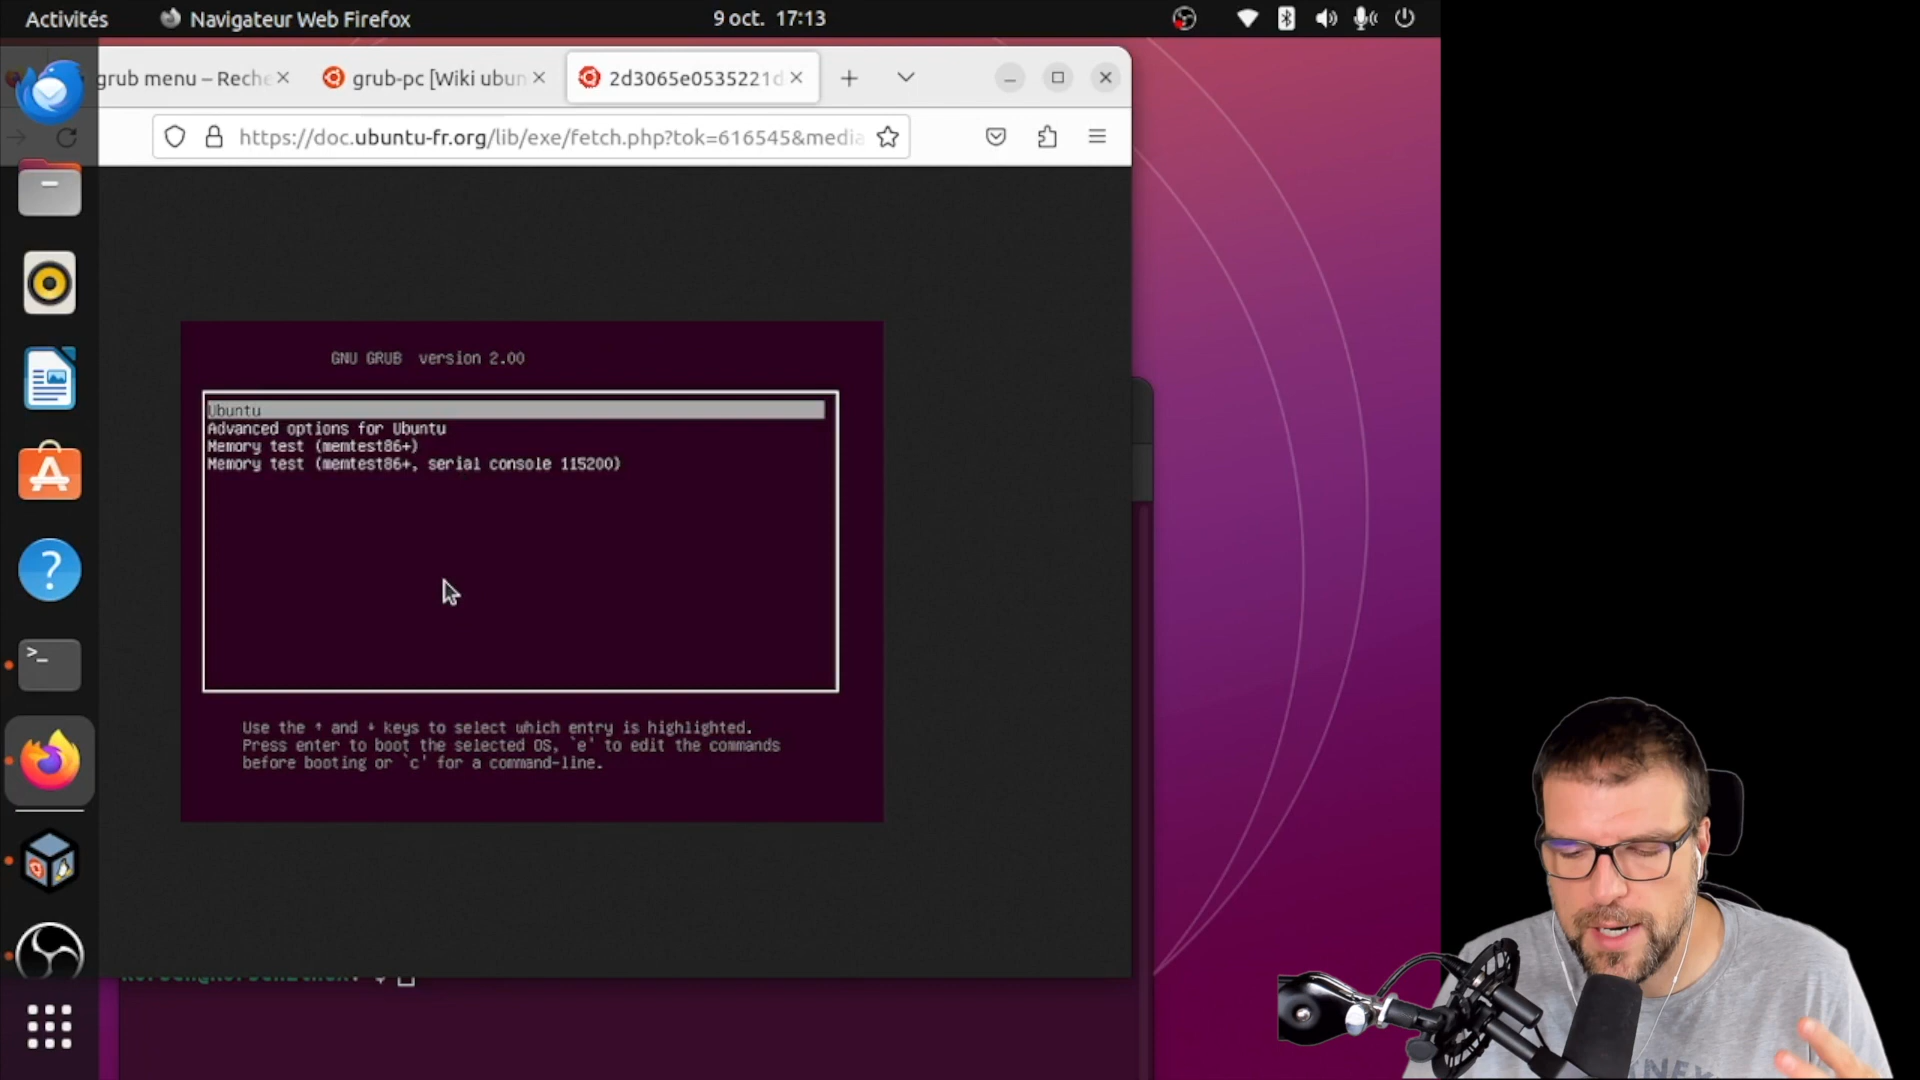 Activités
Navigateur Web Firefox
9 oct. 17:13
grub menu – Reche
grub-pc [Wiki ubun
2d3065e0535221d
https://doc.ubuntu-fr.org/lib/exe/fetch.php?tok=616545&media
GNU GRUB version 2.00
Ubuntu
Advanced options for Ubuntu
Memory test (memtest86+)
Memory test (memtest86+, serial console 115200)
Use the ↑ and ↓ keys to select which entry is highlighted.
Press enter to boot the selected OS, `e' to edit the commands
before booting or `c' for a command-line.